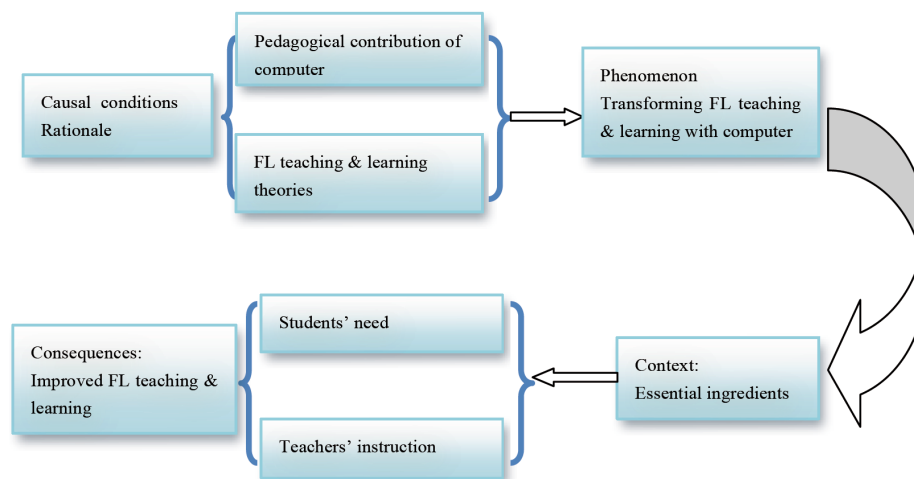 Causal conditions
Rationale
Pedagogical contribution of
computer
FL teaching & learning
theories
Phenomenon
Transforming FL teaching
& learning with computer
Context:
Essential ingredients
Students’ need
Teachers’ instruction
Consequences:
Improved FL teaching &
learning